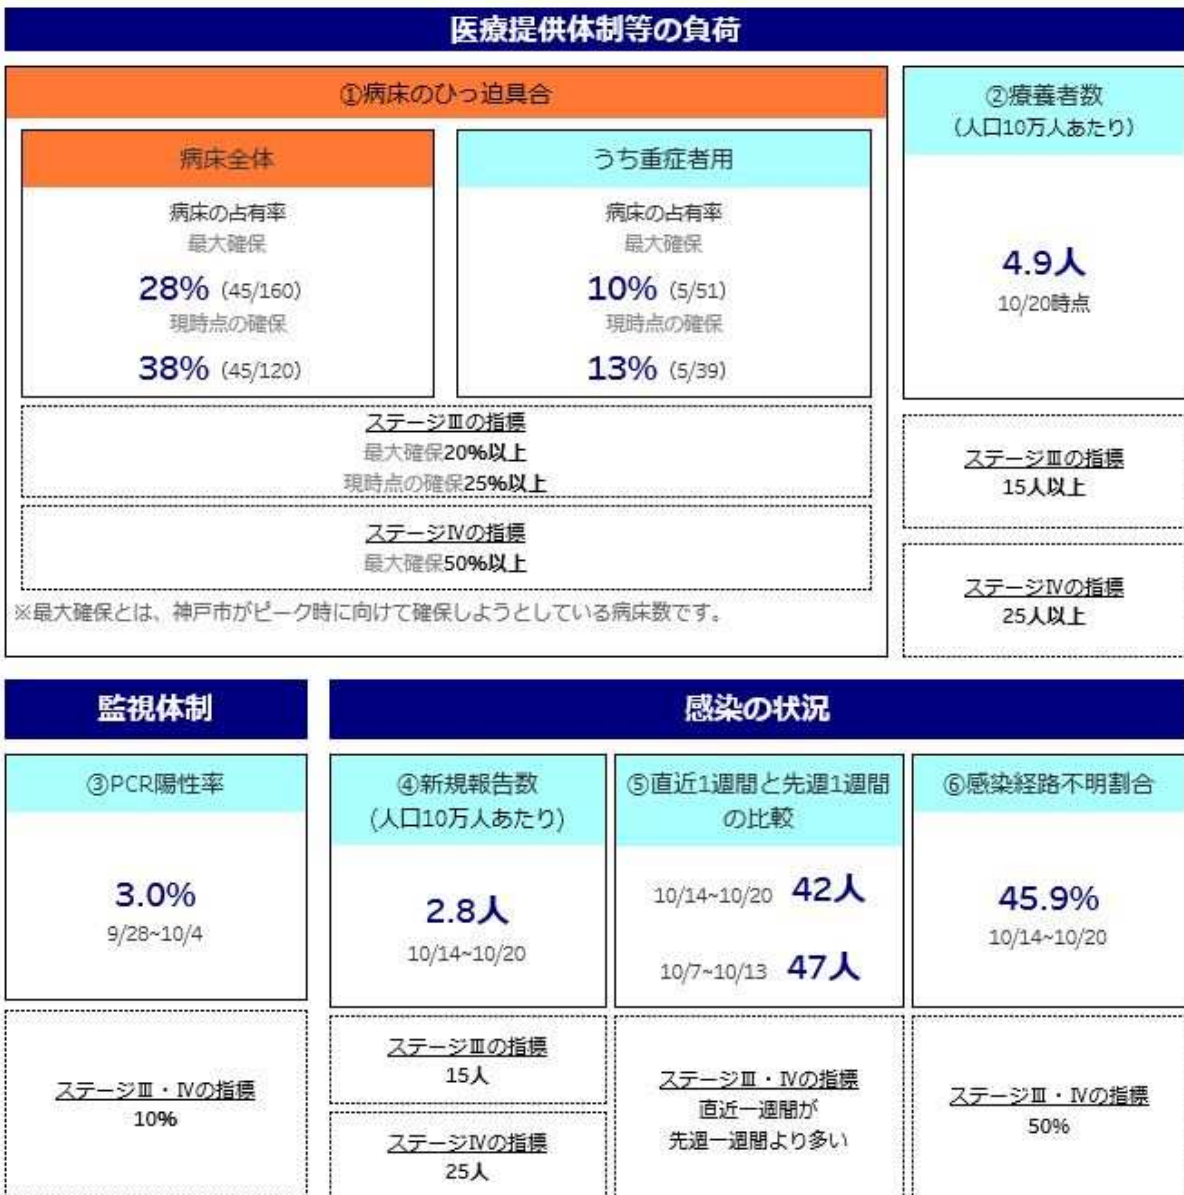 医療提供体制等の負荷
①病床のひっ迫具合
病床全体
病床の占有率
最大確保
28% (45/160)
現時点の確保
38% (45/120)
うち重症者用
病床の占有率
最大確保
10% (5/51)
現時点の確保
13% (5/39)
ステージⅢの指標
最大確保20%以上
現時点の確保25%以上
ステージⅣの指標
最大確保50%以上
※最大確保とは、神戸市がピーク時に向けて確保しようとしている病床数です。
②療養者数
(人口10万人あたり)
4.9人
10/20時点
ステージⅢの指標
15人以上
ステージⅣの指標
25人以上
監視体制
③PCR陽性率
3.0%
9/28~10/4
ステージⅢ・Ⅳの指標
10%
感染の状況
④新規報告数
(人口10万人あたり)
2.8人
10/14~10/20
ステージⅢの指標
15人
ステージⅣの指標
25人
⑤直近1週間と先週1週間
の比較
10/14~10/20 42人
10/7~10/13 47人
ステージⅢ・Ⅳの指標
直近一週間が
先週一週間より多い
⑥感染経路不明割合
45.9%
10/14~10/20
ステージⅢ・Ⅳの指標
50%